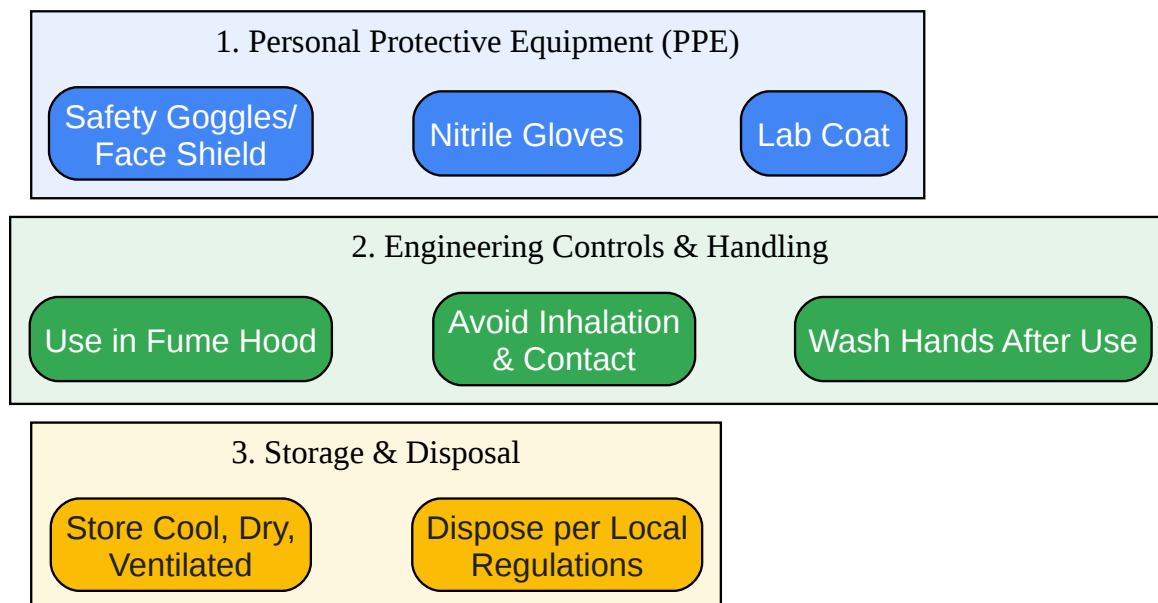 1. Personal Protective Equipment (PPE)
Safety Goggles/
Face Shield
Nitrile Gloves
Lab Coat
2. Engineering Controls & Handling
Use in Fume Hood
Avoid Inhalation
& Contact
Wash Hands After Use
3. Storage & Disposal
Store Cool, Dry,
Ventilated
Dispose per Local
Regulations